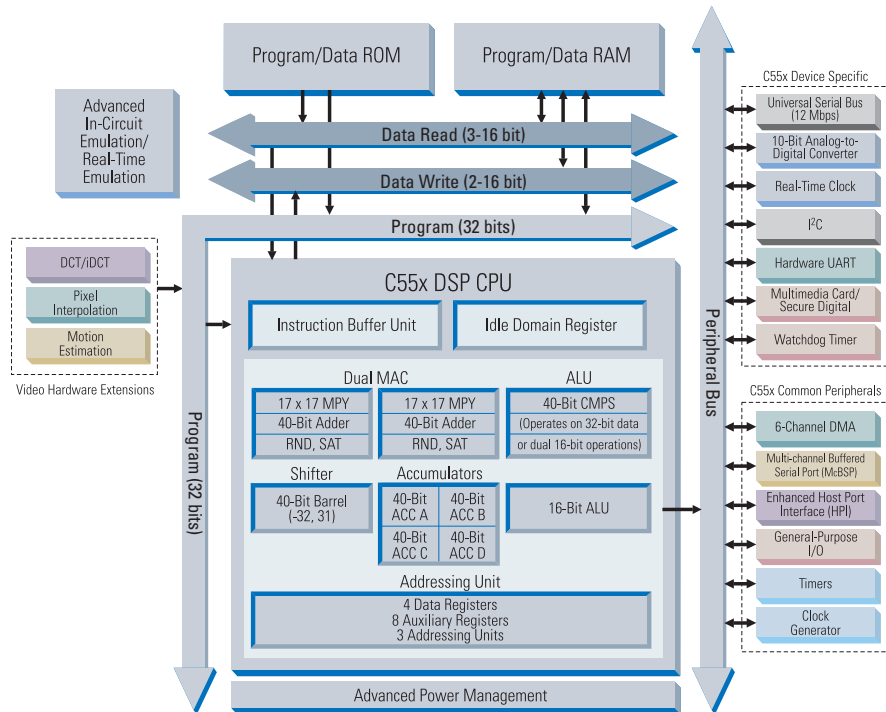 Program/Data ROM
Program/Data RAM
Advanced
In-Circuit
Emulation/
Real-Time
Emulation
Data Read (3-16 bit)
Data Write (2-16 bit)
Program (32 bits)
Program (32 bits)
DCT/iDCT
Pixel
Interpolation
Motion
Estimation
Video Hardware Extensions
C55x DSP CPU
Instruction Buffer Unit
Idle Domain Register
Dual MAC
17 x 17 MPY
40-Bit Adder
RND, SAT
17 x 17 MPY
40-Bit Adder
RND, SAT
ALU
40-Bit CMPS
(Operates on 32-bit data
or dual 16-bit operations)
Shifter
40-Bit Barrel
(-32, 31)
Accumulators
40-Bit
ACC A
40-Bit
ACC B
40-Bit
ACC C
40-Bit
ACC D
16-Bit ALU
Addressing Unit
4 Data Registers
8 Auxiliary Registers
3 Addressing Units
Advanced Power Management
Peripheral Bus
C55x Device Specific
Universal Serial Bus
(12 Mbps)
10-Bit Analog-to-
Digital Converter
Real-Time Clock
I²C
Hardware UART
Multimedia Card/
Secure Digital
Watchdog Timer
C55x Common Peripherals
6-Channel DMA
Multi-channel Buffered
Serial Port (McBSP)
Enhanced Host Port
Interface (HPI)
General-Purpose
I/O
Timers
Clock
Generator